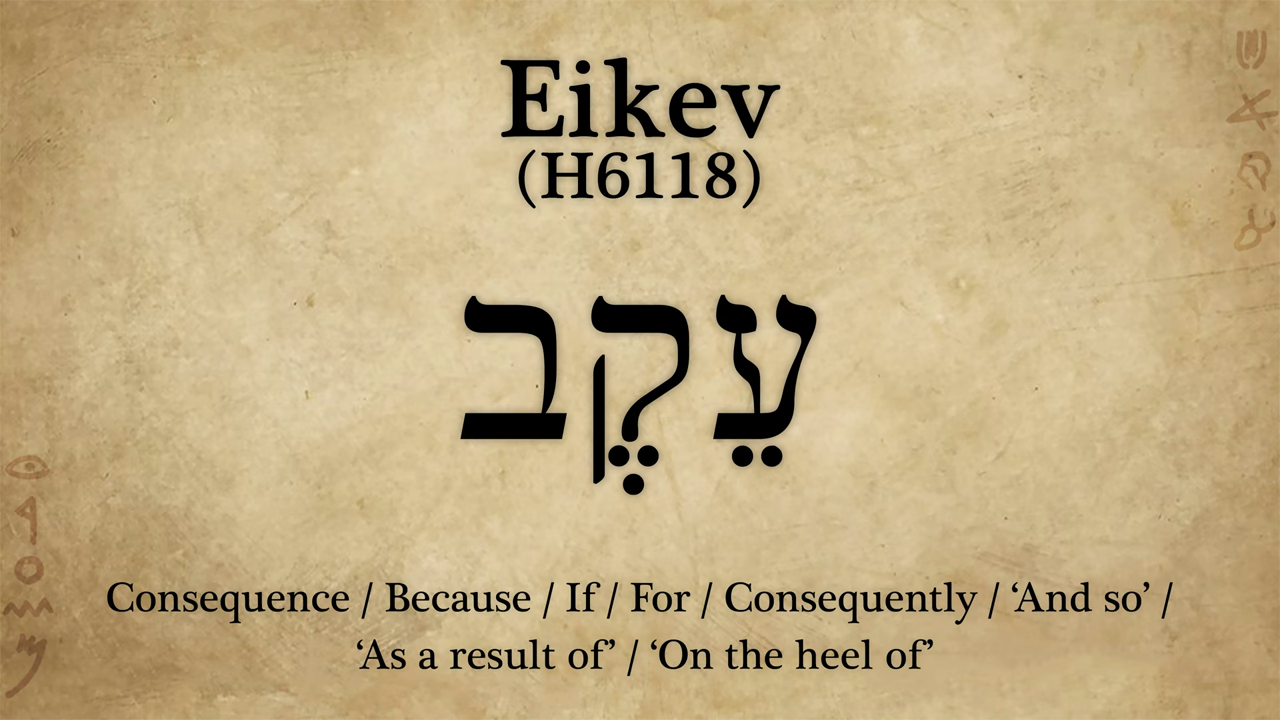 Eikev
(H6118)
עֵקֶב
Consequence / Because / If / For / Consequently / ‘And so’ /
‘As a result of’ / ‘On the heel of’